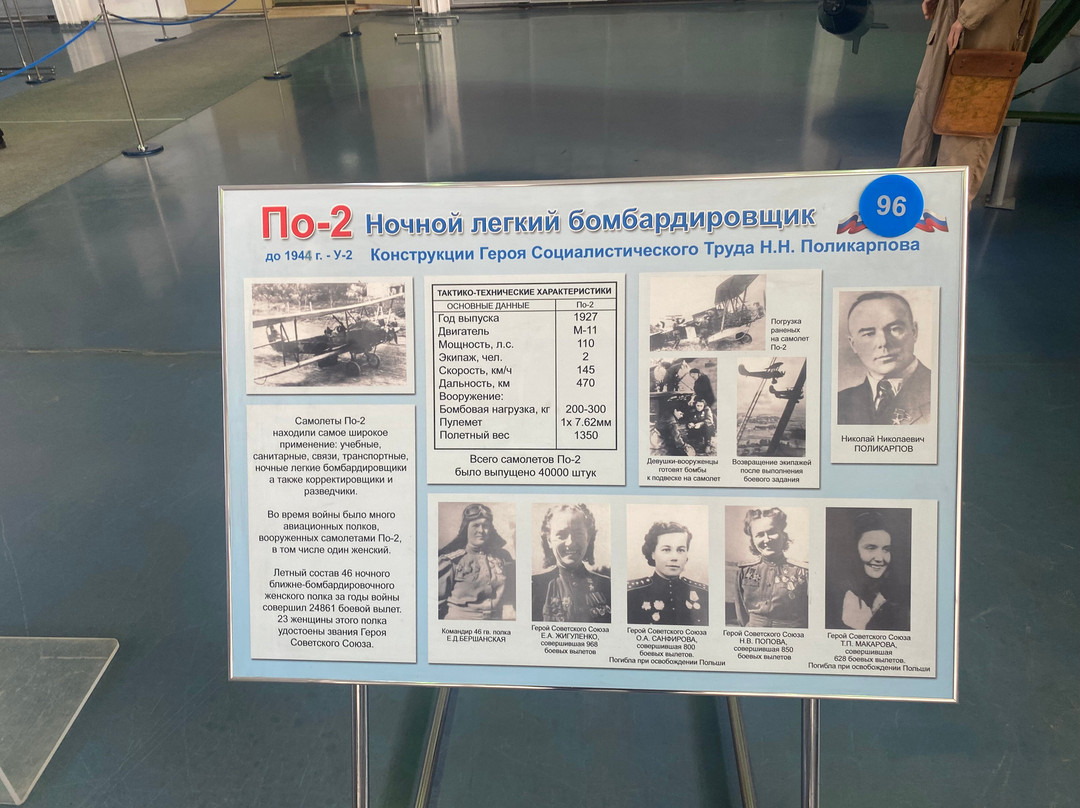 По-2 Ночной легкий бомбардировщик
96
до 1944 г. - У-2 Конструкции Героя Социалистического Труда Н.Н. Поликарпова
Самолеты По-2
находили самое широкое
применение: учебные,
санитарные, связи, транспортные,
ночные легкие бомбардировщики
а также корректировщики и
разведчики.
Во время войны было много
авиационных полков,
вооруженных самолетами По-2,
в том числе один женский.
Летный состав 46 ночного
ближне-бомбардировочного
женского полка за годы войны
совершил 24861 боевой вылет.
23 женщины этого полка
удостоены звания Героя
Советского Союза.
ТАКТИКО-ТЕХНИЧЕСКИЕ ХАРАКТЕРИСТИКИ
ОСНОВНЫЕ ДАННЫЕ По-2
Год выпуска 1927
Двигатель М-11
Мощность, л.с. 110
Экипаж, чел. 2
Скорость, км/ч 145
Дальность, км 470
Вооружение:
Бомбовая нагрузка, кг 200-300
Пулемет 1х 7.62мм
Полетный вес 1350
Всего самолетов По-2
было выпущено 40000 штук
Погрузка
раненых
на самолет
По-2
Девушки-вооруженцы
готовят бомбы
к подвеске на самолет
Возвращение экипажей
после выполнения
боевого задания
Николай Николаевич
ПОЛИКАРПОВ
Командир 46 гв. полка
Е.Д.БЕРШАНСКАЯ
Герой Советского Союза
Е.А. ЖИГУЛЕНКО,
совершившая 968
боевых вылетов
Герой Советского Союза
О.А. САНФИРОВА,
совершившая 800
боевых вылетов.
Погибла при освобождении Польши
Герой Советского Союза
Н.В. ПОПОВА,
совершившая 850
боевых вылетов
Герой Советского Союза
Т.П. МАКАРОВА,
совершившая
628 боевых вылетов.
Погибла при освобождении Польши